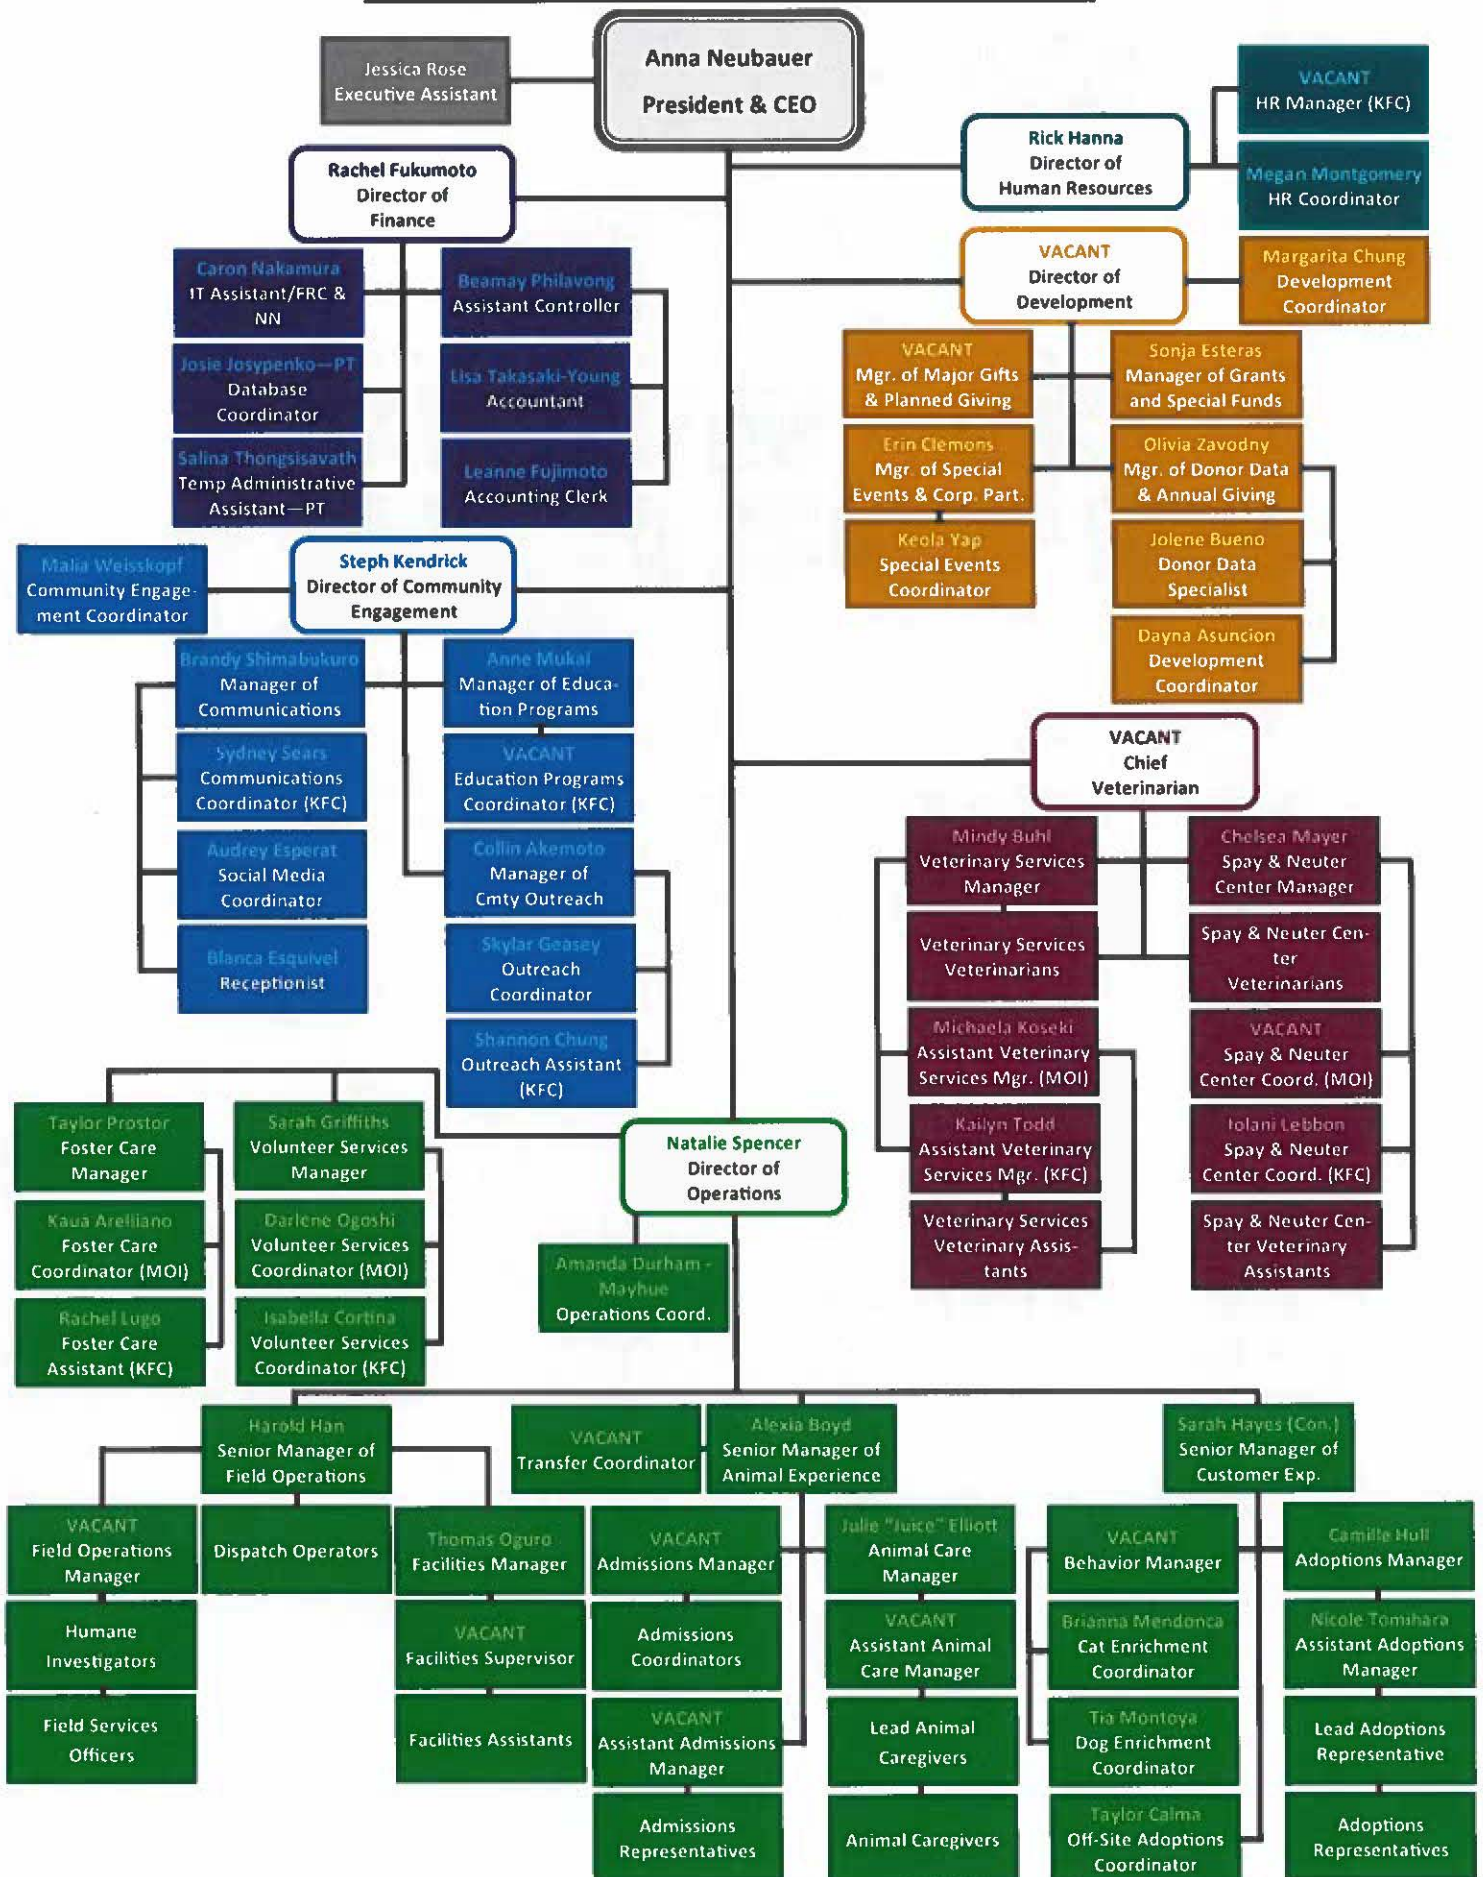 Anna Neubauer
President & CEO
Jessica Rose
Executive Assistant
Rick Hanna
Director of
Human Resources
VACANT
HR Manager (KFC)
Megan Montgomery
HR Coordinator
Rachel Fukumoto
Director of
Finance
Caron Nakamura
IT Assistant/FRC &
NN
Josie Josypenko—PT
Database
Coordinator
Salina Thongsisavath
Temp Administrative
Assistant—PT
Beamay Philavong
Assistant Controller
Lisa Takasaki-Young
Accountant
Leanne Fujimoto
Accounting Clerk
VACANT
Director of
Development
Margarita Chung
Development
Coordinator
VACANT
Mgr. of Major Gifts
& Planned Giving
Erin Clemons
Mgr. of Special
Events & Corp. Part.
Keola Yap
Special Events
Coordinator
Sonja Esteras
Manager of Grants
and Special Funds
Olivia Zavodny
Mgr. of Donor Data
& Annual Giving
Jolene Bueno
Donor Data
Specialist
Dayna Asuncion
Development
Coordinator
Malia Weisskopf
Community Engage-
ment Coordinator
Steph Kendrick
Director of Community
Engagement
Brandy Shimabukuro
Manager of
Communications
Sydney Sears
Communications
Coordinator (KFC)
Audrey Esperat
Social Media
Coordinator
Blanca Esquivel
Receptionist
Anne Mukai
Manager of Educa-
tion Programs
VACANT
Education Programs
Coordinator (KFC)
Collin Akemoto
Manager of
Cmty Outreach
Skylar Geasey
Outreach
Coordinator
Shannon Chung
Outreach Assistant
(KFC)
VACANT
Chief
Veterinarian
Mindy Buhl
Veterinary Services
Manager
Veterinary Services
Veterinarians
Michaela Koseki
Assistant Veterinary
Services Mgr. (MOI)
Kailyn Todd
Assistant Veterinary
Services Mgr. (KFC)
Veterinary Services
Veterinary Assis-
tants
Chelsea Mayer
Spay & Neuter
Center Manager
Spay & Neuter Cen-
ter
Veterinarians
VACANT
Spay & Neuter
Center Coord. (MOI)
Iolani Lebbon
Spay & Neuter
Center Coord. (KFC)
Spay & Neuter Cen-
ter Veterinary
Assistants
Natalie Spencer
Director of
Operations
Taylor Prostor
Foster Care
Manager
Kaua Arelliano
Foster Care
Coordinator (MOI)
Rachel Lugo
Foster Care
Assistant (KFC)
Sarah Griffiths
Volunteer Services
Manager
Darlene Ogoshi
Volunteer Services
Coordinator (MOI)
Isabella Cortina
Volunteer Services
Coordinator (KFC)
Amanda Durham -
Mayhue
Operations Coord.
Harold Han
Senior Manager of
Field Operations
VACANT
Field Operations
Manager
Humane
Investigators
Field Services
Officers
Dispatch Operators
Thomas Oguro
Facilities Manager
VACANT
Facilities Supervisor
Facilities Assistants
VACANT
Transfer Coordinator
Alexia Boyd
Senior Manager of
Animal Experience
VACANT
Admissions Manager
Admissions
Coordinators
VACANT
Assistant Admissions
Manager
Admissions
Representatives
Julie "Juice" Elliott
Animal Care
Manager
VACANT
Assistant Animal
Care Manager
Lead Animal
Caregivers
Animal Caregivers
Sarah Hayes (Con.)
Senior Manager of
Customer Exp.
VACANT
Behavior Manager
Brianna Mendonca
Cat Enrichment
Coordinator
Tia Montoya
Dog Enrichment
Coordinator
Taylor Calma
Off-Site Adoptions
Coordinator
Camille Hull
Adoptions Manager
Nicole Tomihara
Assistant Adoptions
Manager
Lead Adoptions
Representative
Adoptions
Representatives